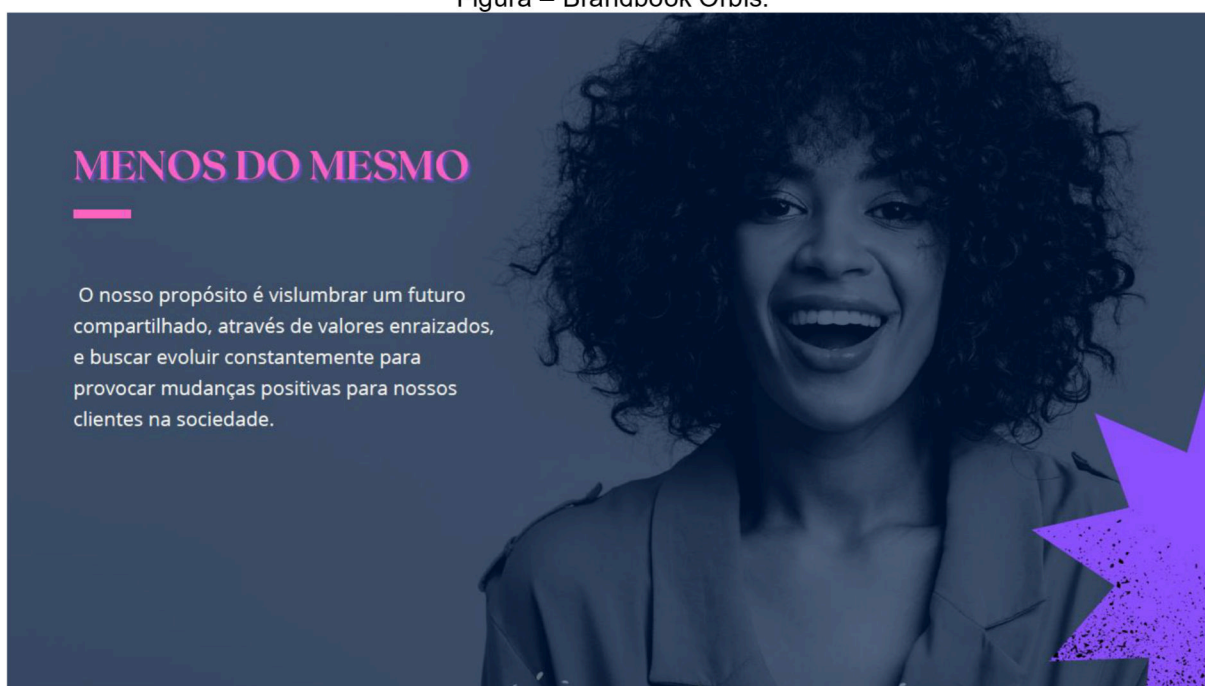 Figura – Brandbook Orbis.
MENOS DO MESMO
O nosso propósito é vislumbrar um futuro
compartilhado, através de valores enraizados,
e buscar evoluir constantemente para
provocar mudanças positivas para nossos
clientes na sociedade.